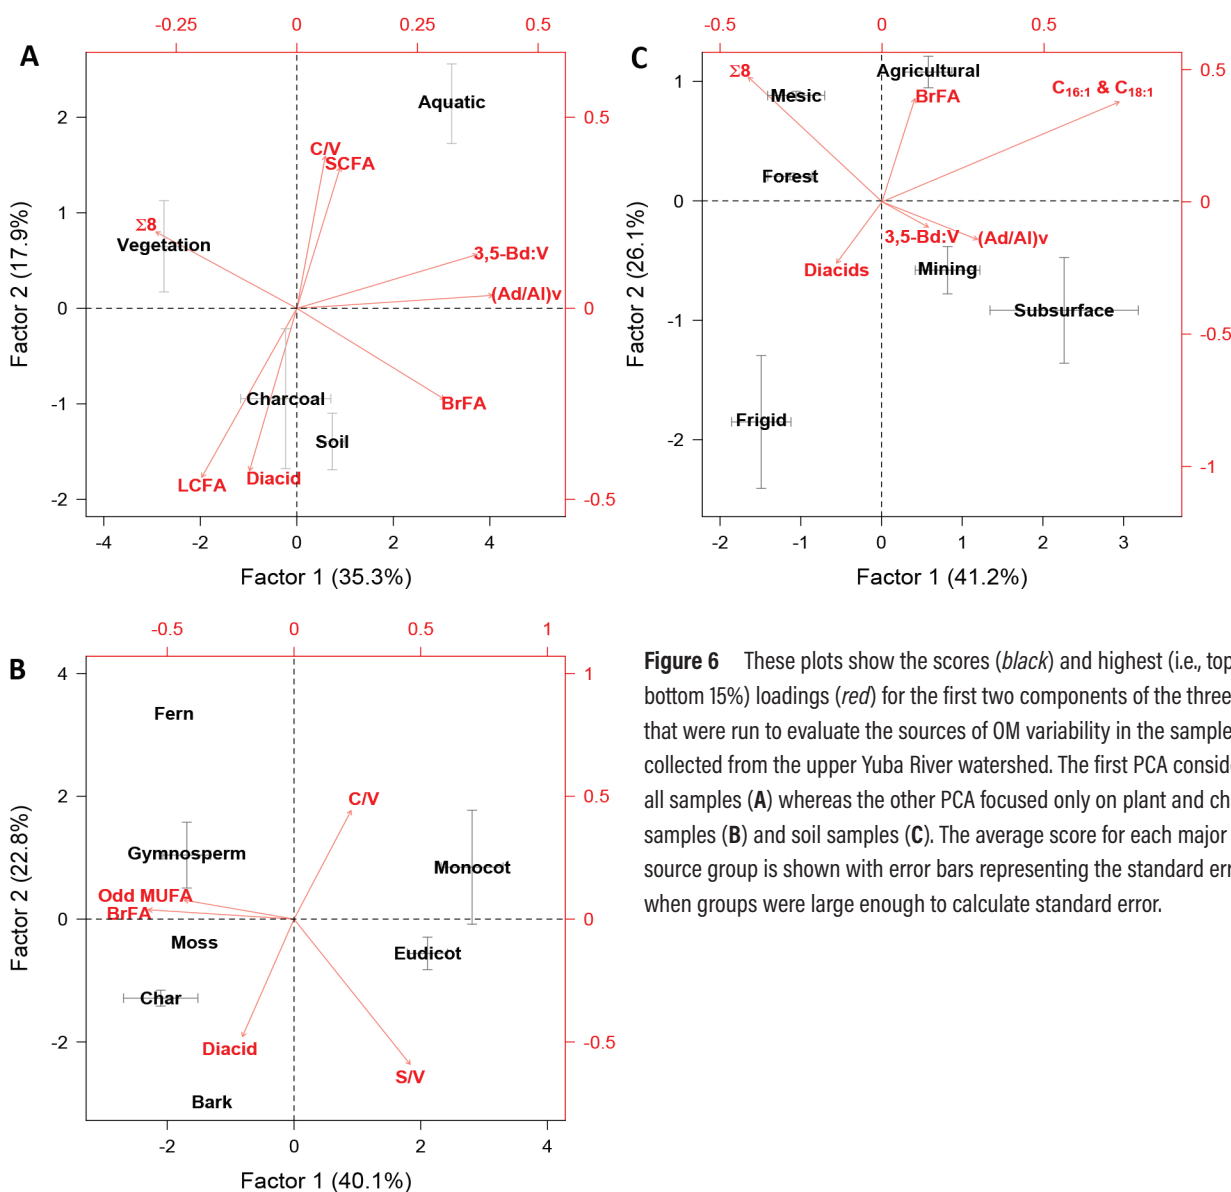 A
-0.25 0 0.25 0.5
2
1
0
-1
-2
0.5
0
-0.5
-4 -2 0 2 4
Factor 1 (35.3%)
Factor 2 (17.9%)
Aquatic
C/V
SCFA
Σ8
Vegetation
3,5-Bd:V
(Ad/Al)v
Charcoal
BrFA
Soil
LCFA
Diacid
C
-0.5 0 0.5
1
0
-1
-2
0.5
0
-0.5
-1
-2 -1 0 1 2 3
Factor 1 (41.2%)
Factor 2 (26.1%)
Σ8
Agricultural
Mesic
BrFA
C16:1 & C18:1
Forest
3,5-Bd:V
(Ad/Al)v
Diacids
Mining
Subsurface
Frigid
B
-0.5 0 0.5 1
4
2
0
-2
1
0.5
0
-0.5
-2 0 2 4
Factor 1 (40.1%)
Factor 2 (22.8%)
Fern
C/V
Gymnosperm
Monocot
Odd MUFA
BrFA
Moss
Eudicot
Char
Diacid
S/V
Bark
Figure 6 These plots show the scores (black) and highest (i.e., top
bottom 15%) loadings (red) for the first two components of the three
that were run to evaluate the sources of OM variability in the sample
collected from the upper Yuba River watershed. The first PCA conside
all samples (A) whereas the other PCA focused only on plant and ch
samples (B) and soil samples (C). The average score for each major
source group is shown with error bars representing the standard err
when groups were large enough to calculate standard error.